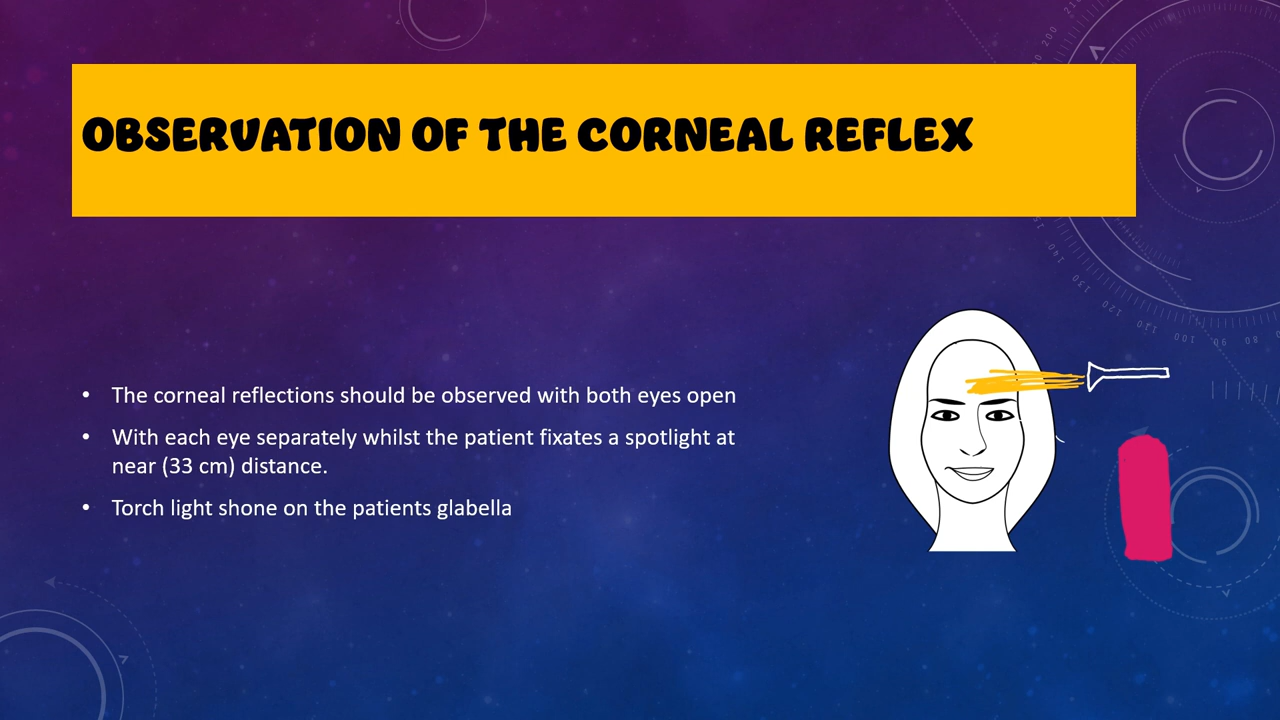 OBSERVATION OF THE CORNEAL REFLEX
• The corneal reflections should be observed with both eyes open
• With each eye separately whilst the patient fixates a spotlight at
near (33 cm) distance.
• Torch light shone on the patients glabella